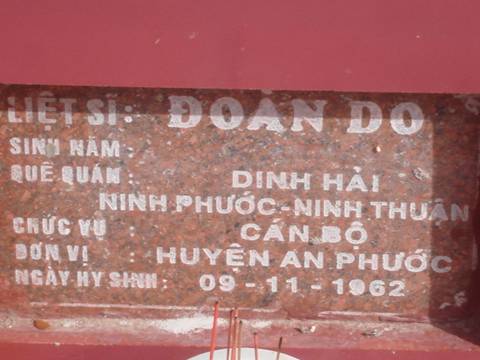 LIỆT SĨ: ĐOÀN DO
SINH NĂM :
QUÊ QUÁN : DINH HẢI
NINH PHƯỚC-NINH THUẬN
CHỨC VỤ : CÁN BỘ
ĐƠN VỊ : HUYỆN AN PHƯỚC
NGÀY HY SINH: 09-11-1962